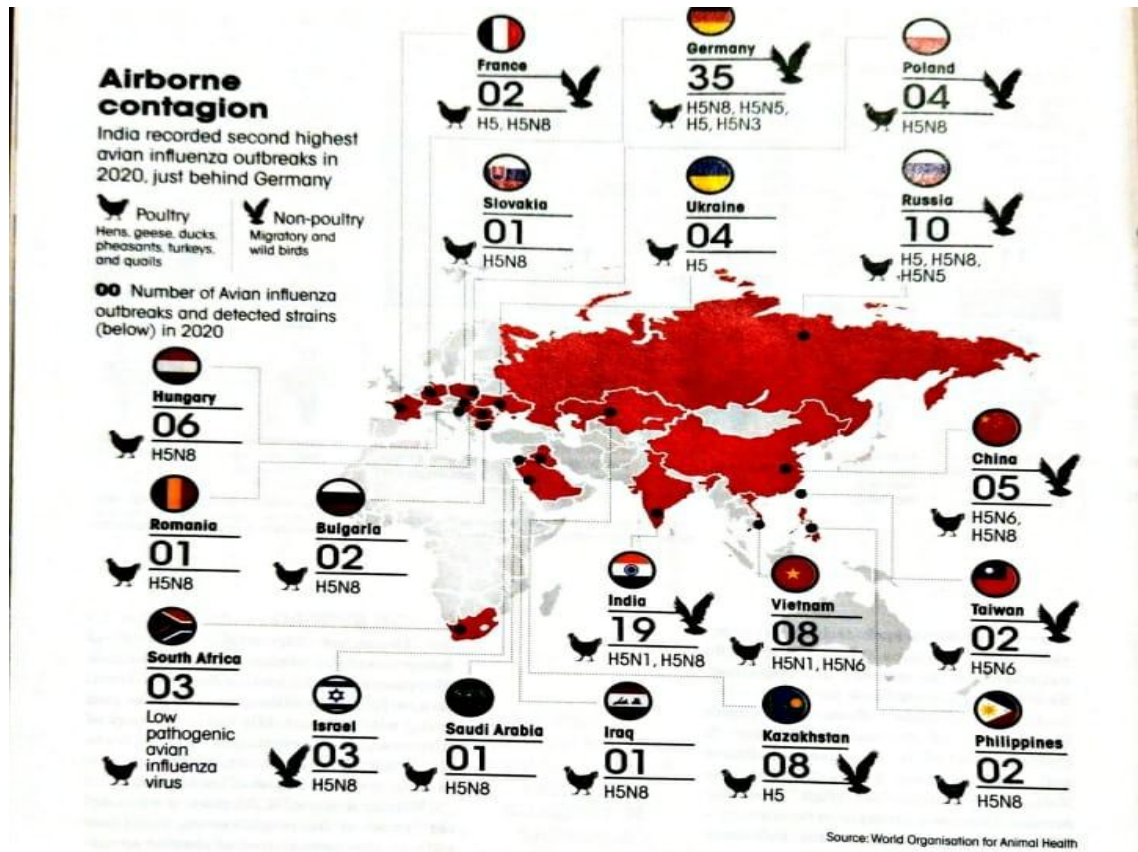 Airborne
contagion
India recorded second highest
avian influenza outbreaks in
2020, just behind Germany
Poultry
Hens, geese, ducks,
pheasants, turkeys,
and quails
Non-poultry
Migratory and
wild birds
00 Number of Avian influenza
outbreaks and detected strains
(below) in 2020
France
02
H5, H5N8
Germany
35
H5N8, H5N5,
H5, H5N3
Poland
04
H5N8
Slovakia
01
H5N8
Ukraine
04
H5
Russia
10
H5, H5N8,
H5N5
Hungary
06
H5N8
Romania
01
H5N8
Bulgaria
02
H5N8
China
05
H5N6,
H5N8
India
19
H5N1, H5N8
Vietnam
08
H5N1, H5N6
Taiwan
02
H5N6
South Africa
03
Low
pathogenic
avian
influenza
virus
Israel
03
H5N8
Saudi Arabia
01
H5N8
Iraq
01
H5N8
Kazakhstan
08
H5
Philippines
02
H5N8
Source: World Organisation for Animal Health